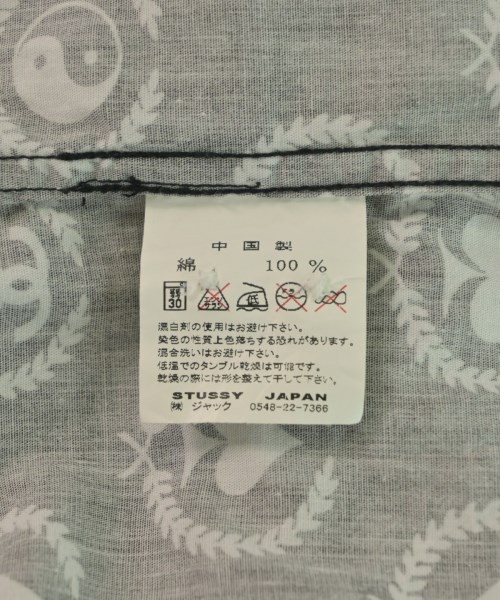 中国製
綿 100 %
30 低
漂白剤の使用はお避け下さい。
染色の性質上色落ちする恐れがあります。
混合洗いはお避け下さい。
低温でのタンブル乾燥は可能です。
乾燥の際には形を整えて干して下さい。
STUSSY JAPAN
㈱ ジャック 0548-22-7366